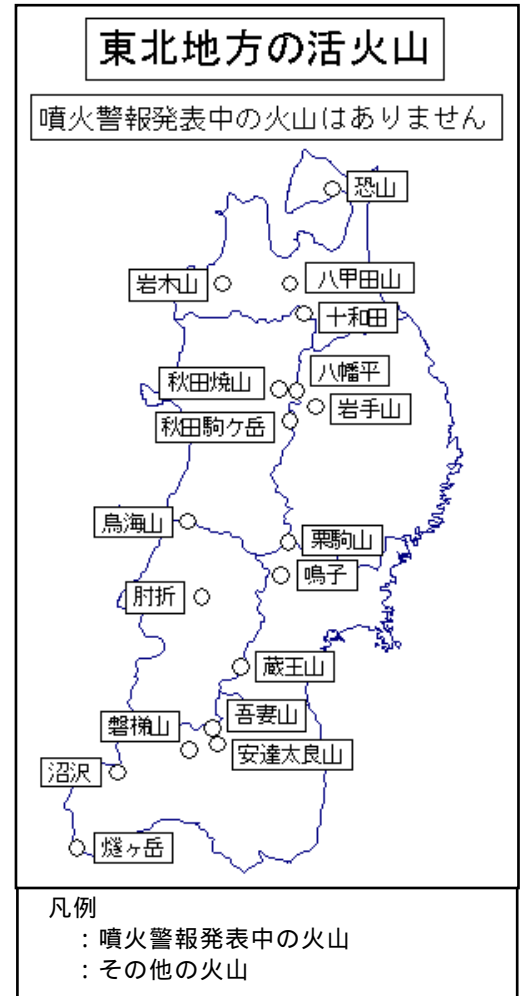 東北地方の活火山
噴火警報発表中の火山はありません
恐山
岩木山
八甲田山
十和田
秋田焼山
八幡平
岩手山
秋田駒ケ岳
鳥海山
栗駒山
鳴子
肘折
蔵王山
吾妻山
磐梯山
安達太良山
沼沢
燧ヶ岳
凡例
：噴火警報発表中の火山
：その他の火山